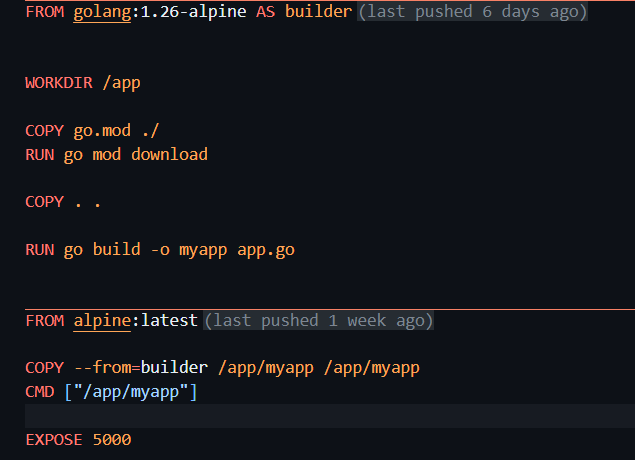 FROM golang:1.26-alpine AS builder (last pushed 6 days ago)
WORKDIR /app
COPY go.mod ./
RUN go mod download
COPY . .
RUN go build -o myapp app.go
FROM alpine:latest (last pushed 1 week ago)
COPY --from=builder /app/myapp /app/myapp
CMD ["/app/myapp"]
EXPOSE 5000